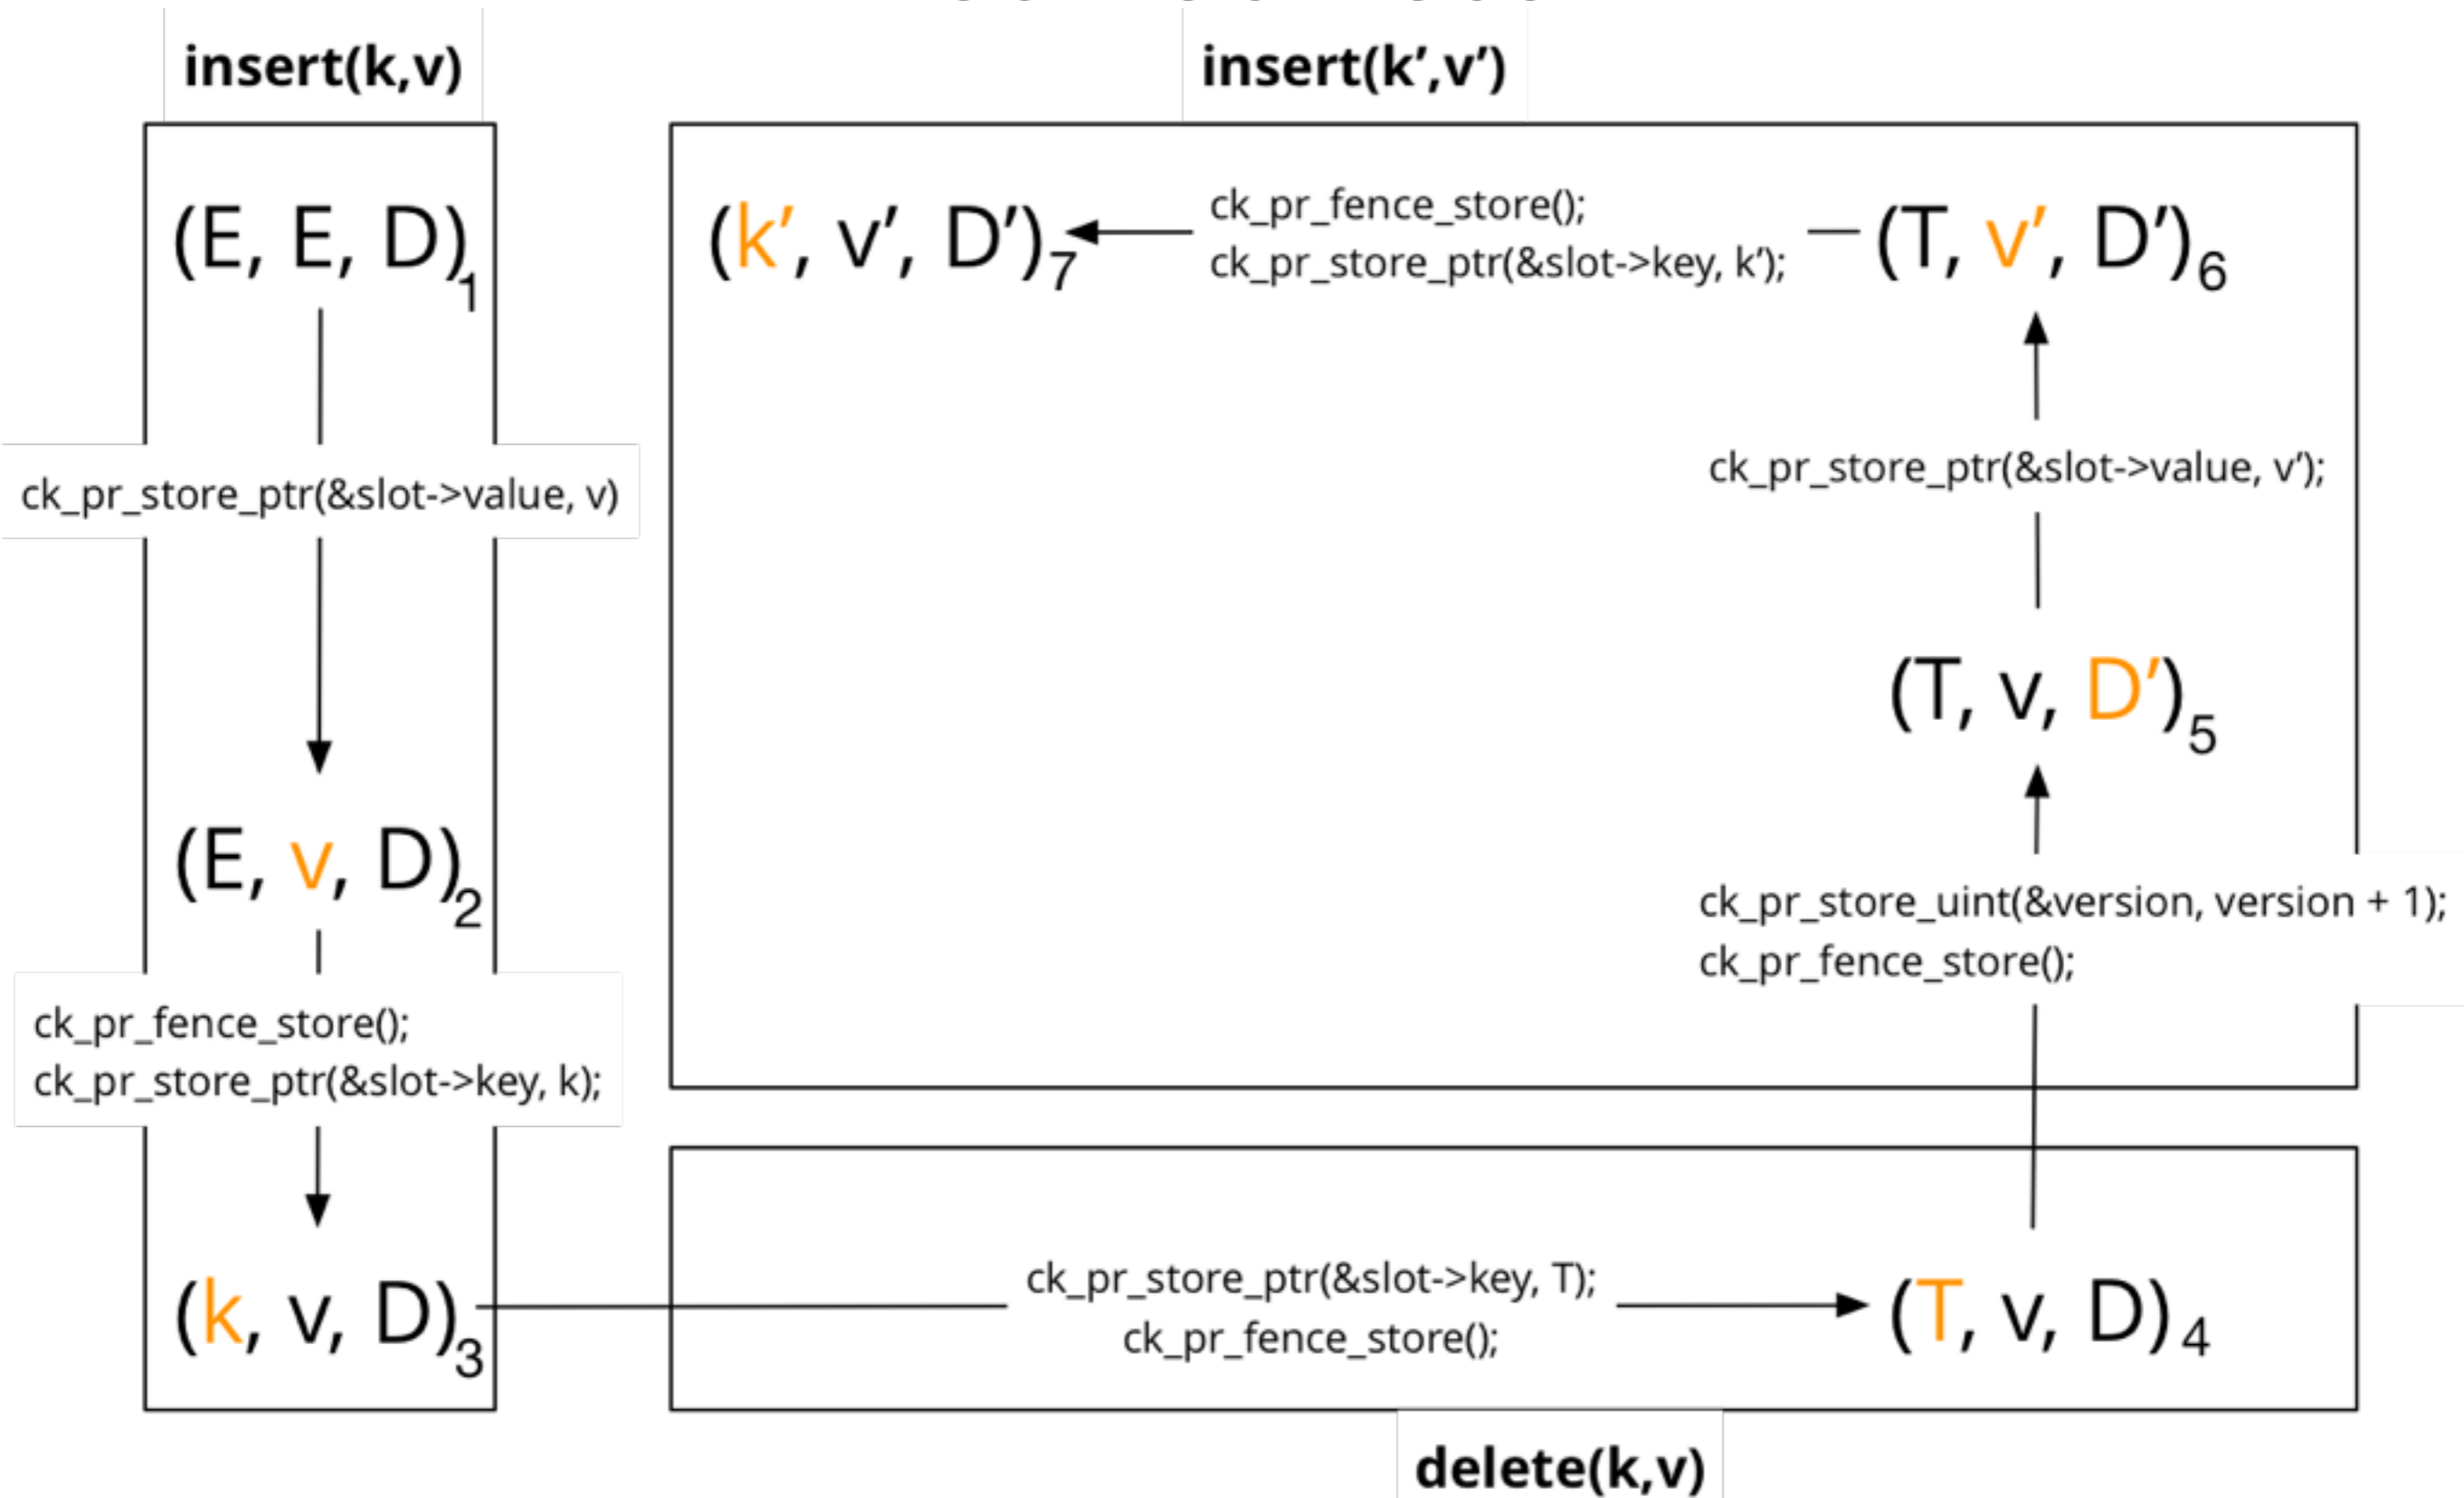 insert(k,v)
(E, E, D)1
ck_pr_store_ptr(&slot->value, v)
(E, v, D)2
ck_pr_fence_store();
ck_pr_store_ptr(&slot->key, k);
(k, v, D)3
ck_pr_store_ptr(&slot->key, T);
ck_pr_fence_store();
(T, v, D)4
delete(k,v)
ck_pr_store_uint(&version, version + 1);
ck_pr_fence_store();
(T, v, D’)5
ck_pr_store_ptr(&slot->value, v’);
(T, v’, D’)6
ck_pr_fence_store();
ck_pr_store_ptr(&slot->key, k’);
(k’, v’, D’)7
insert(k’,v’)